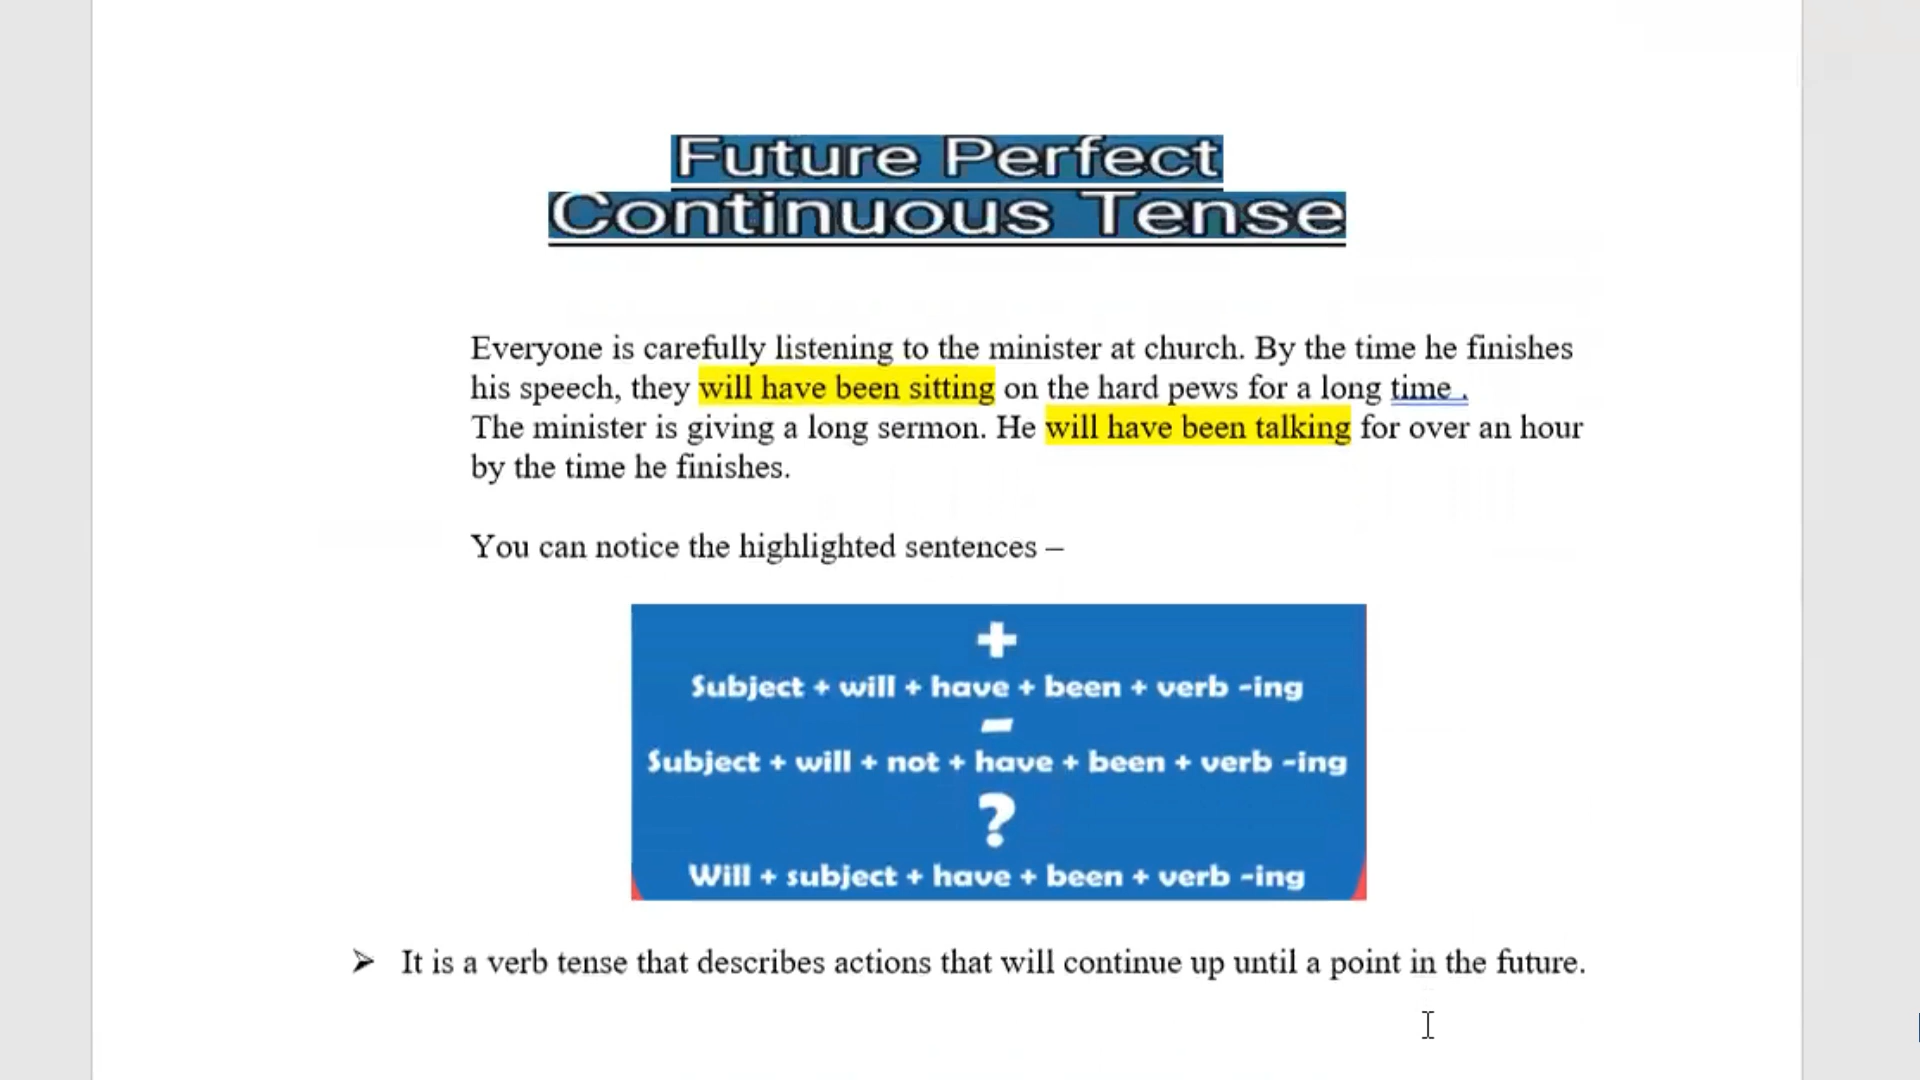 Future Perfect
Continuous Tense
Everyone is carefully listening to the minister at church. By the time he finishes
his speech, they will have been sitting on the hard pews for a long time .
The minister is giving a long sermon. He will have been talking for over an hour
by the time he finishes.
You can notice the highlighted sentences –
+
Subject + will + have + been + verb -ing
-
Subject + will + not + have + been + verb -ing
?
Will + subject + have + been + verb -ing
➢ It is a verb tense that describes actions that will continue up until a point in the future.